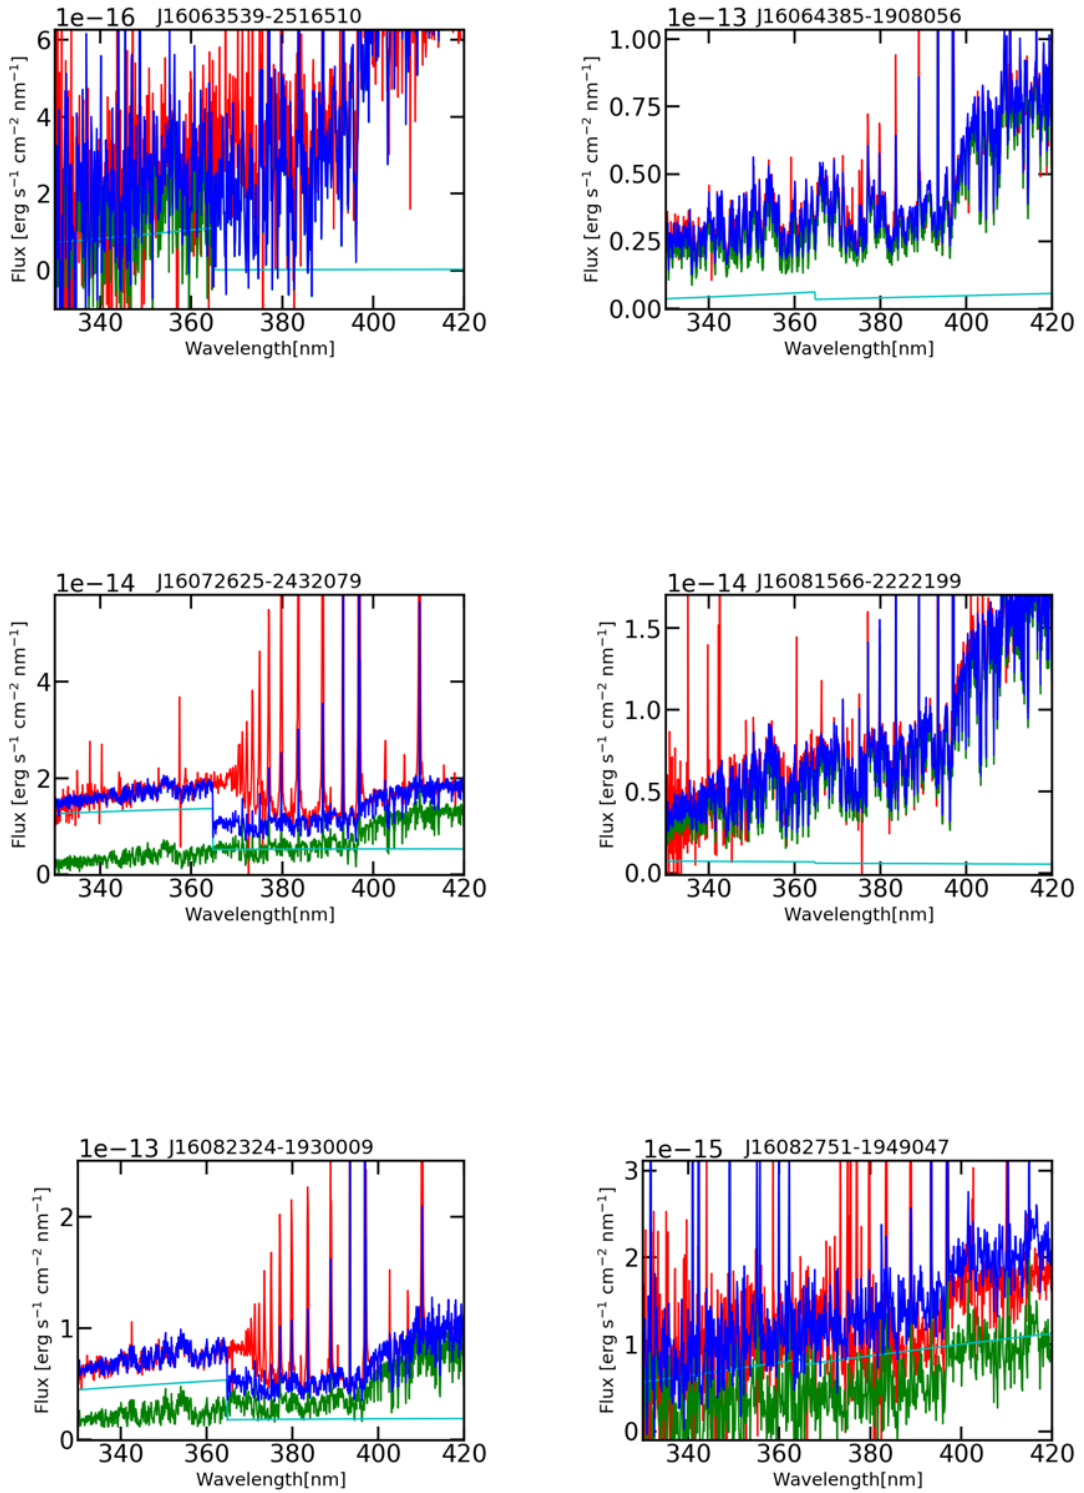 1e−16 J16063539-2516510
Flux [erg s⁻¹ cm⁻² nm⁻¹]
6
4
2
0
340 360 380 400 420
Wavelength[nm]
1e−13 J16064385-1908056
Flux [erg s⁻¹ cm⁻² nm⁻¹]
1.00
0.75
0.50
0.25
0.00
340 360 380 400 420
Wavelength[nm]
1e−14 J16072625-2432079
Flux [erg s⁻¹ cm⁻² nm⁻¹]
4
2
0
340 360 380 400 420
Wavelength[nm]
1e−14 J16081566-2222199
Flux [erg s⁻¹ cm⁻² nm⁻¹]
1.5
1.0
0.5
0.0
340 360 380 400 420
Wavelength[nm]
1e−13 J16082324-1930009
Flux [erg s⁻¹ cm⁻² nm⁻¹]
2
1
0
340 360 380 400 420
Wavelength[nm]
1e−15 J16082751-1949047
Flux [erg s⁻¹ cm⁻² nm⁻¹]
3
2
1
0
340 360 380 400 420
Wavelength[nm]